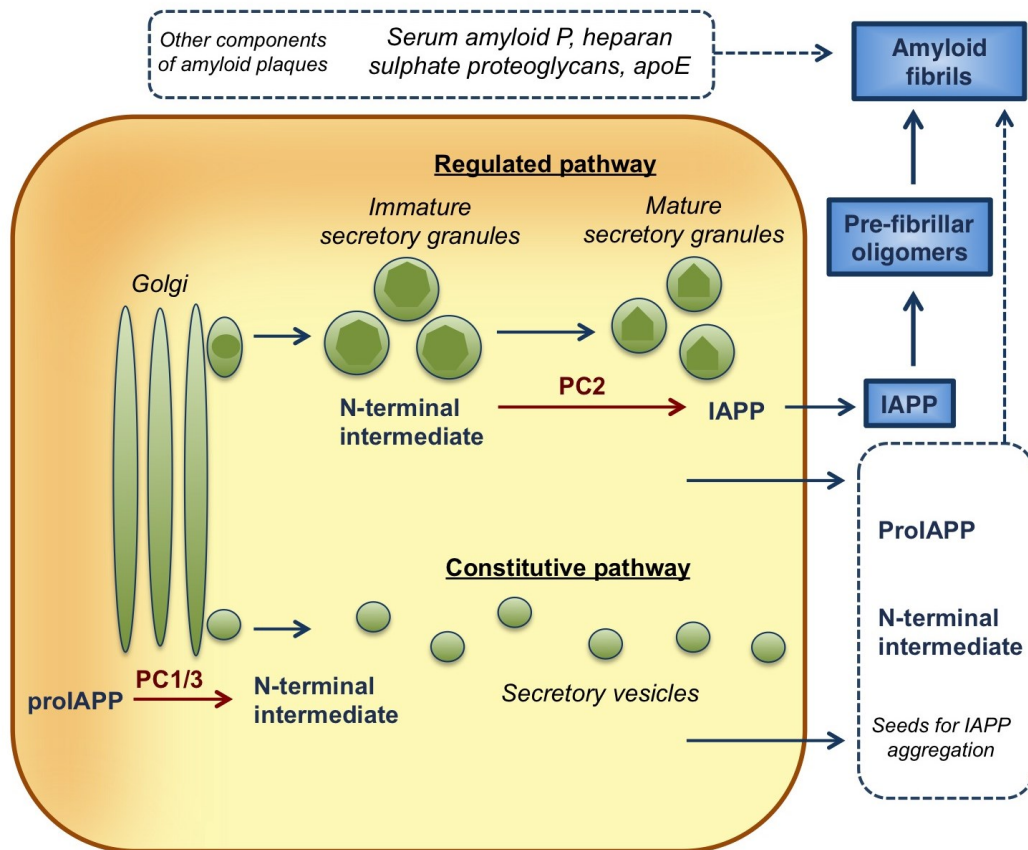 Other components
of amyloid plaques
Serum amyloid P, heparan
sulphate proteoglycans, apoE
Amyloid
fibrils
Regulated pathway
Immature
secretory granules
Mature
secretory granules
Pre-fibrillar
oligomers
Golgi
PC2
N-terminal
intermediate
IAPP
IAPP
ProIAPP
Constitutive pathway
N-terminal
intermediate
PC1/3
proIAPP
N-terminal
intermediate
Secretory vesicles
Seeds for IAPP
aggregation